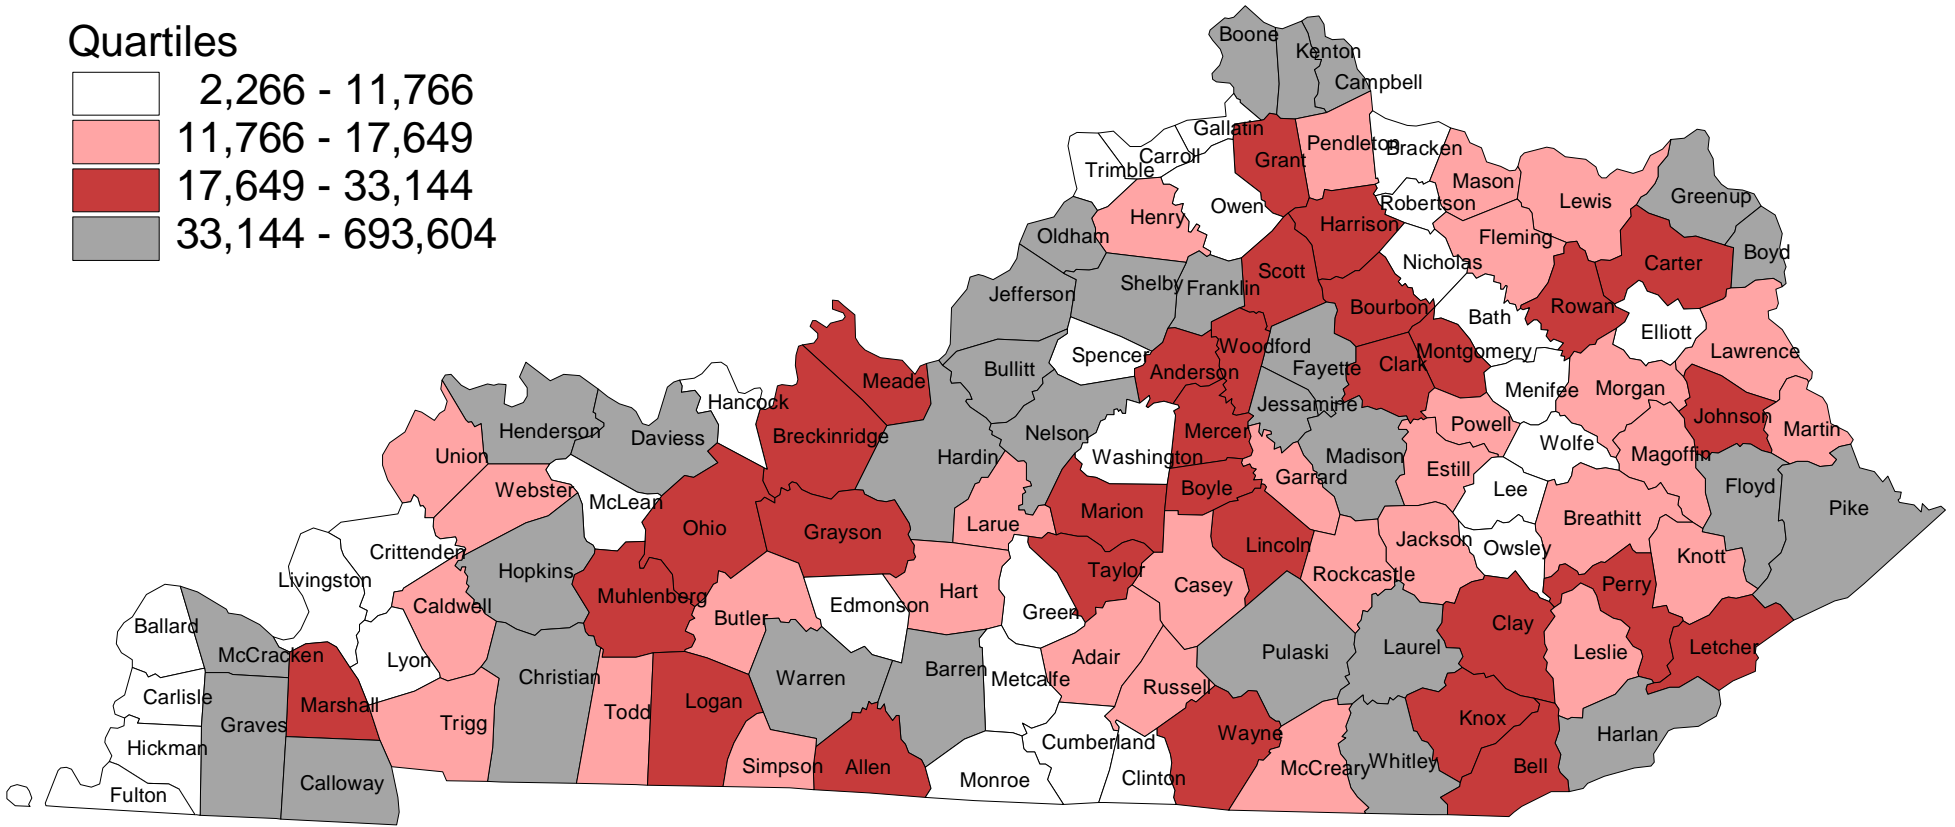 Quartiles
2,266 - 11,766
11,766 - 17,649
17,649 - 33,144
33,144 - 693,604
Boone
Kenton
Campbell
Gallatin
Carroll
Trimble
Grant
Pendleton
Bracken
Mason
Robertson
Lewis
Greenup
Henry
Owen
Harrison
Fleming
Oldham
Boyd
Nicholas
Carter
Scott
Shelby
Franklin
Jefferson
Bourbon
Rowan
Bath
Elliott
Woodford
Spencer
Montgomery
Lawrence
Fayette
Clark
Bullitt
Anderson
Meade
Menifee
Morgan
Hancock
Jessamine
Johnson
Powell
Martin
Henderson
Daviess
Breckinridge
Nelson
Mercer
Wolfe
Union
Hardin
Washington
Madison
Magoffin
Estill
Garrard
Webster
Boyle
Lee
Floyd
McLean
Pike
Marion
Breathitt
Larue
Ohio
Grayson
Jackson
Lincoln
Owsley
Crittenden
Knott
Hopkins
Taylor
Rockcastle
Livingston
Casey
Perry
Hart
Muhlenberg
Caldwell
Edmonson
Green
Butler
Clay
Ballard
Letcher
Laurel
Pulaski
Leslie
McCracken
Lyon
Adair
Barren
Christian
Warren
Metcalfe
Russell
Carlisle
Logan
Marshall
Todd
Knox
Trigg
Graves
Wayne
Harlan
Cumberland
Hickman
Whitley
Simpson
Allen
McCreary
Bell
Clinton
Monroe
Calloway
Fulton